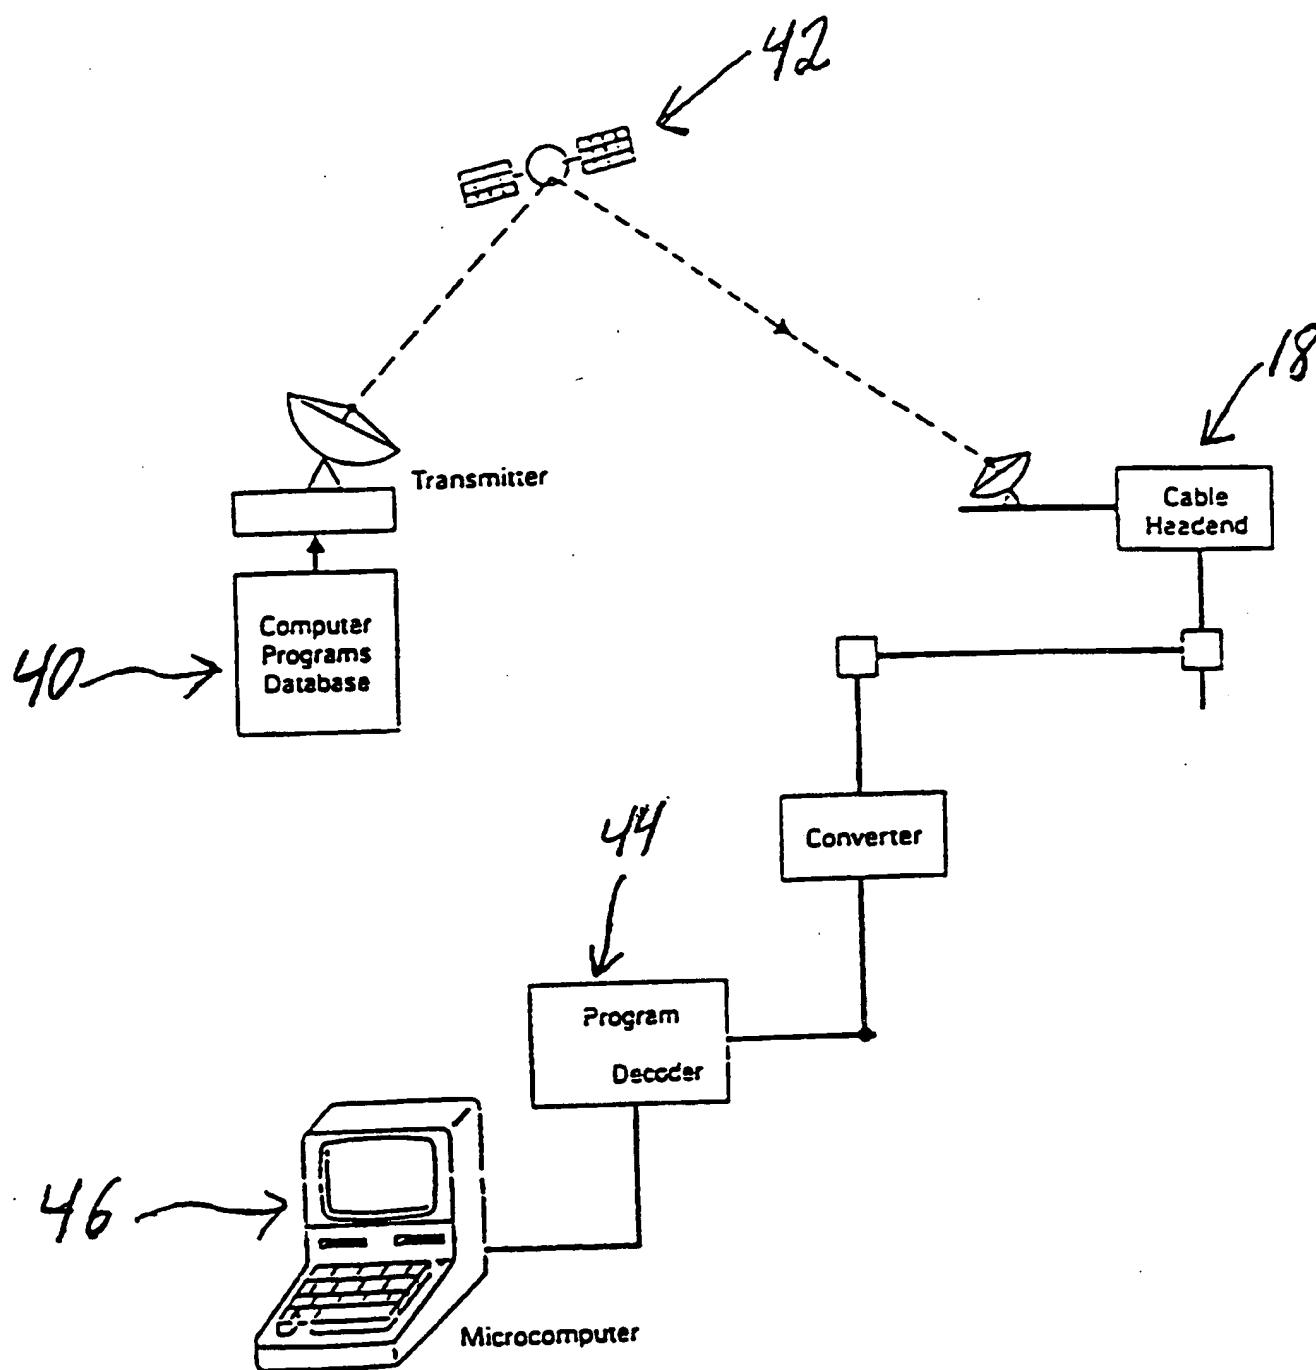 42
18
Transmitter
Cable
Headend
Computer
Programs
Database
40
44
Converter
Program
Decoder
46
Microcomputer